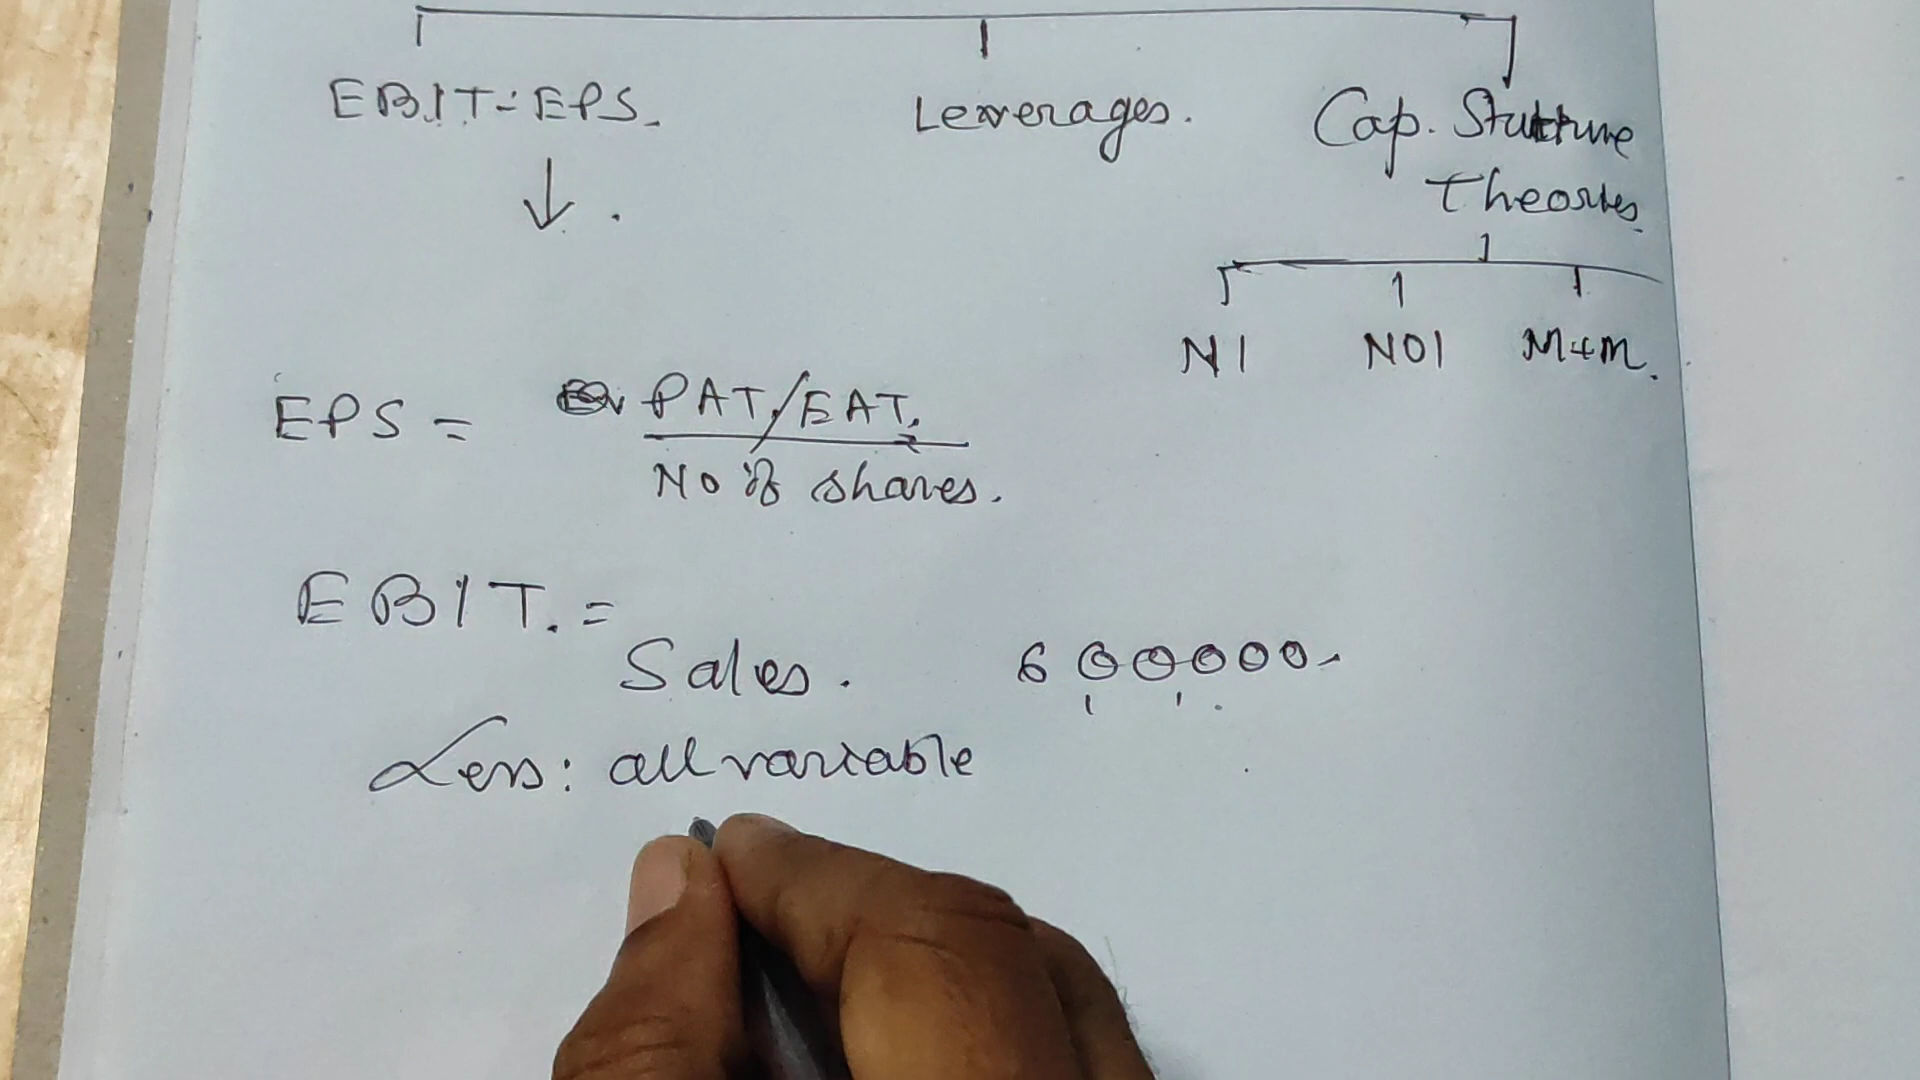 EBIT-EPS. Leverages. Cap. Structure
Theories
NI NOI M+M.
EPS = PAT/EAT.
No of shares.
EBIT. =
Sales. 600000
Less: all variable